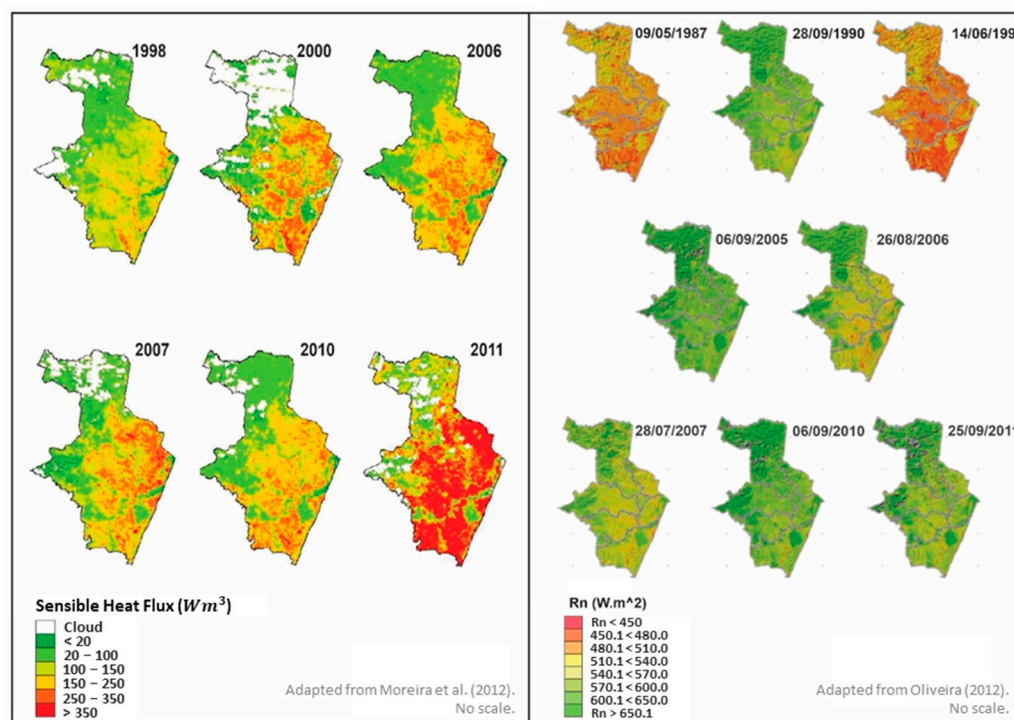 1998
2000
2006
2007
2010
2011
Sensible Heat Flux (Wm³)
Cloud
< 20
20 – 100
100 – 150
150 – 250
250 – 350
> 350
Adapted from Moreira et al. (2012).
No scale.
09/05/1987
28/09/1990
14/06/199
06/09/2005
26/08/2006
28/07/2007
06/09/2010
25/09/2011
Rn (W.m^2)
Rn < 450
450.1 < 480.0
480.1 < 510.0
510.1 < 540.0
540.1 < 570.0
570.1 < 600.0
600.1 < 650.0
Rn > 650.1
Adapted from Oliveira (2012).
No scale.